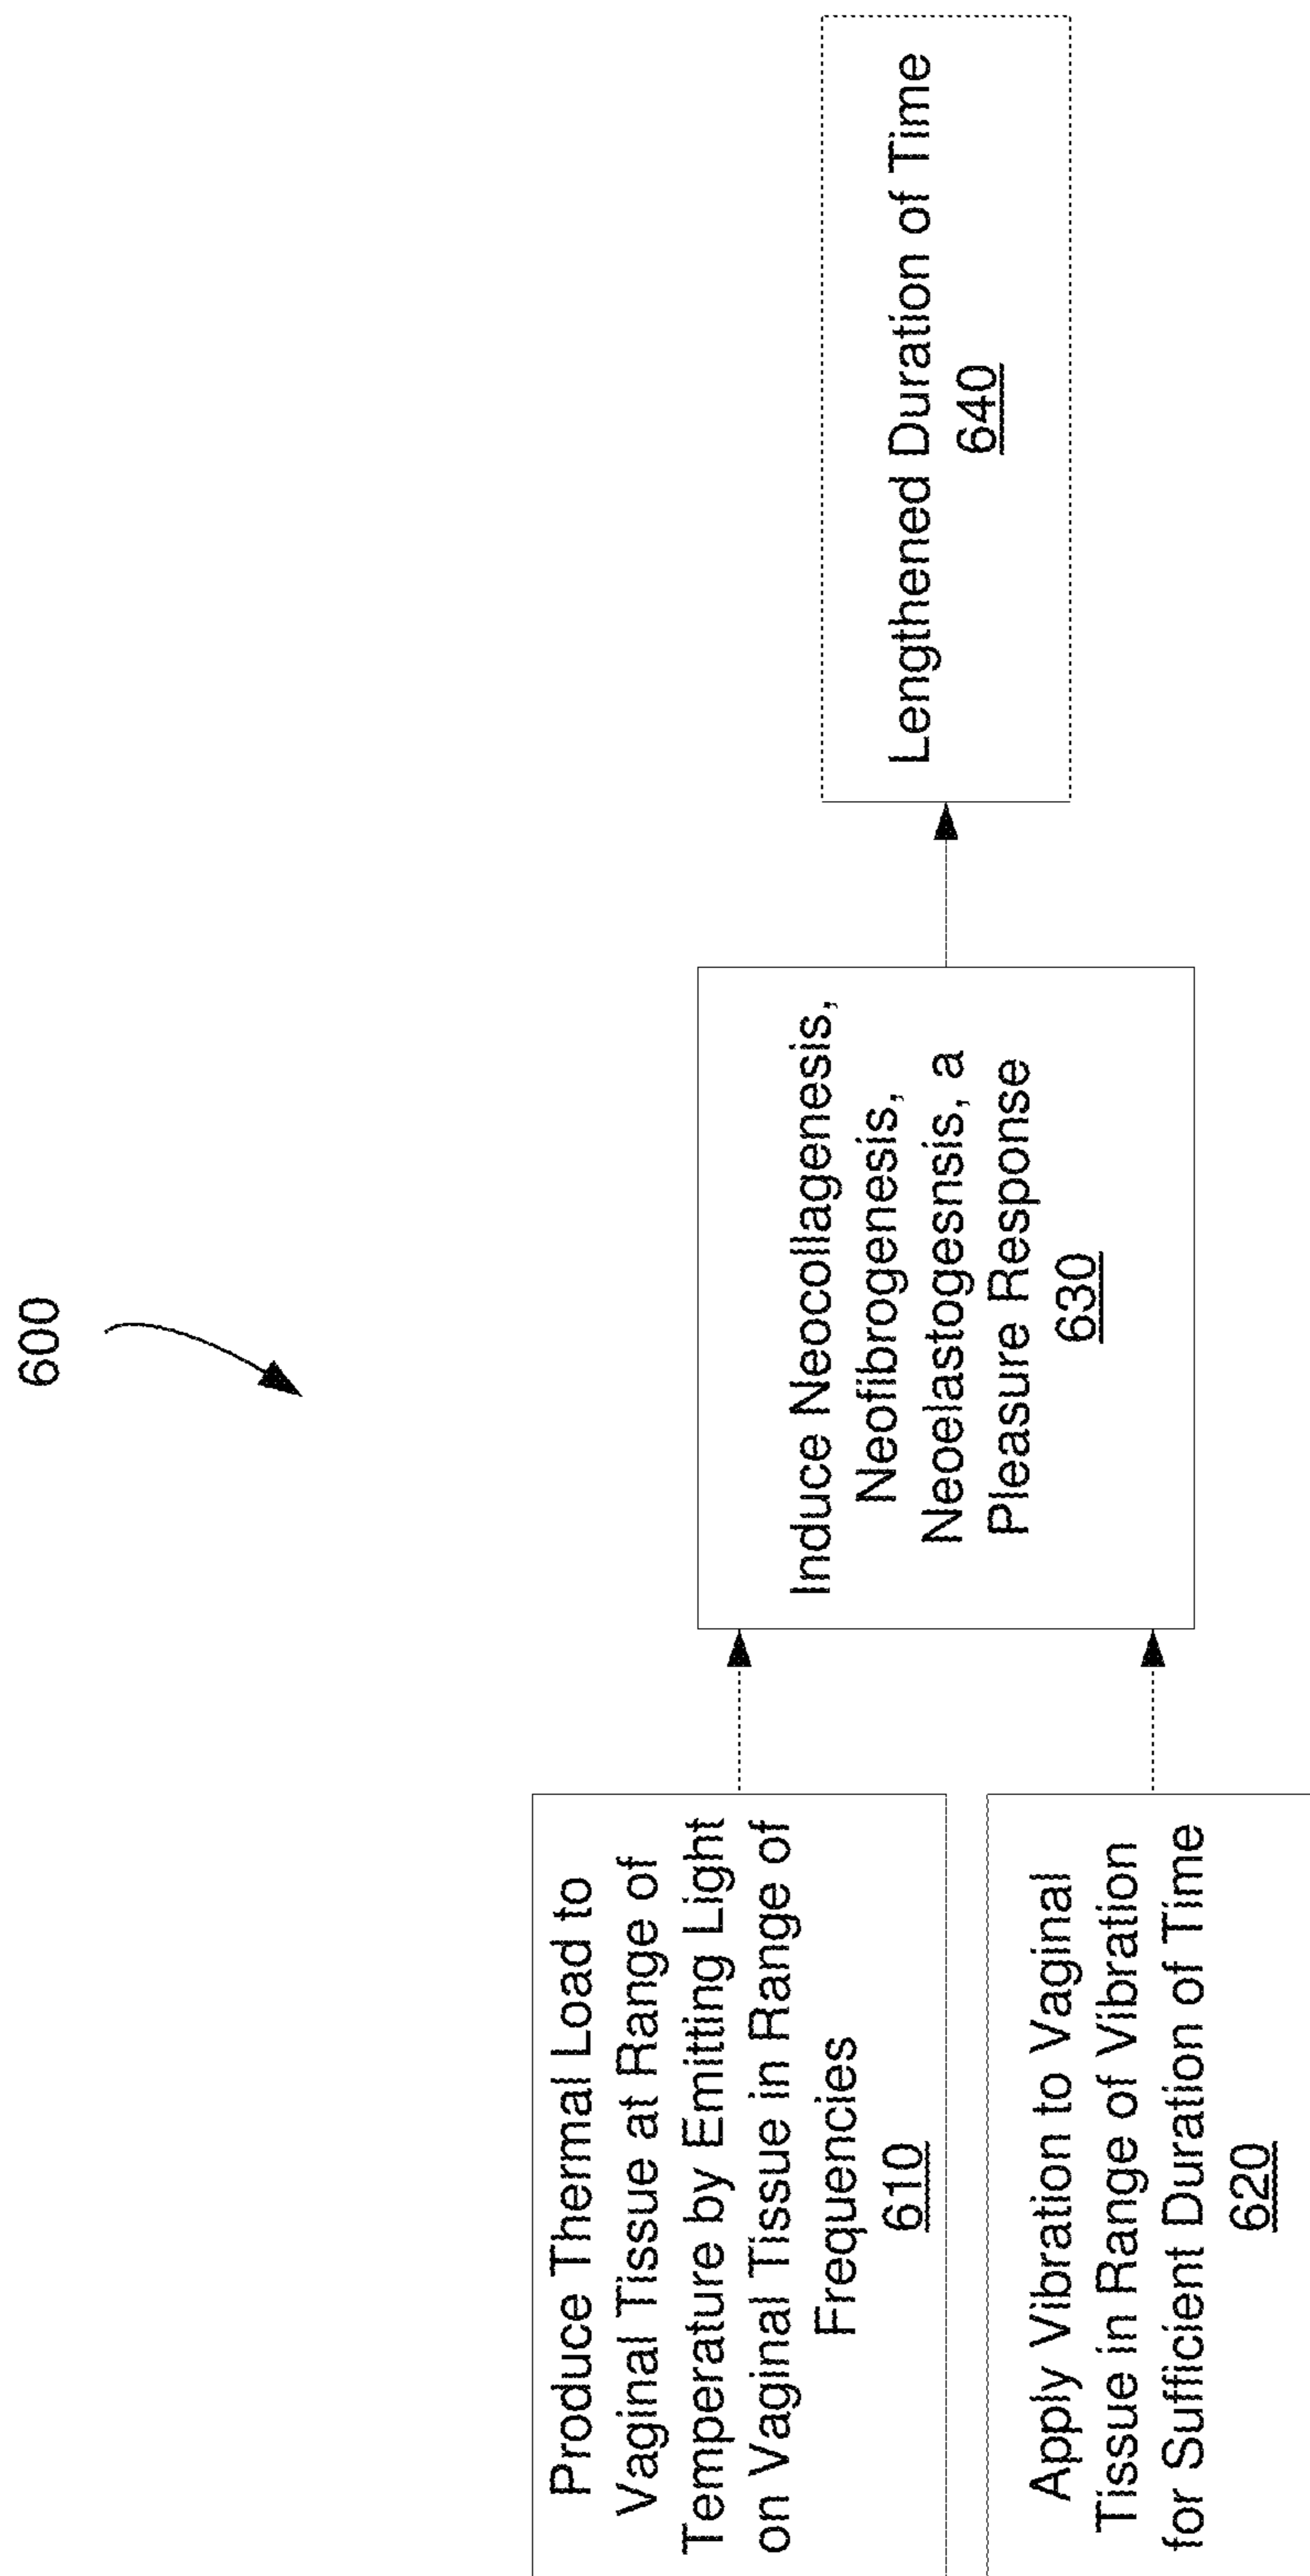 600
Produce Thermal Load to
Vaginal Tissue at Range of
Temperature by Emitting Light
on Vaginal Tissue in Range of
Frequencies
610
Apply Vibration to Vaginal
Tissue in Range of Vibration
for Sufficient Duration of Time
620
Induce Neocollagenesis,
Neofibrogenesis,
Neoelastogesnsis, a
Pleasure Response
630
Lengthened Duration of Time
640